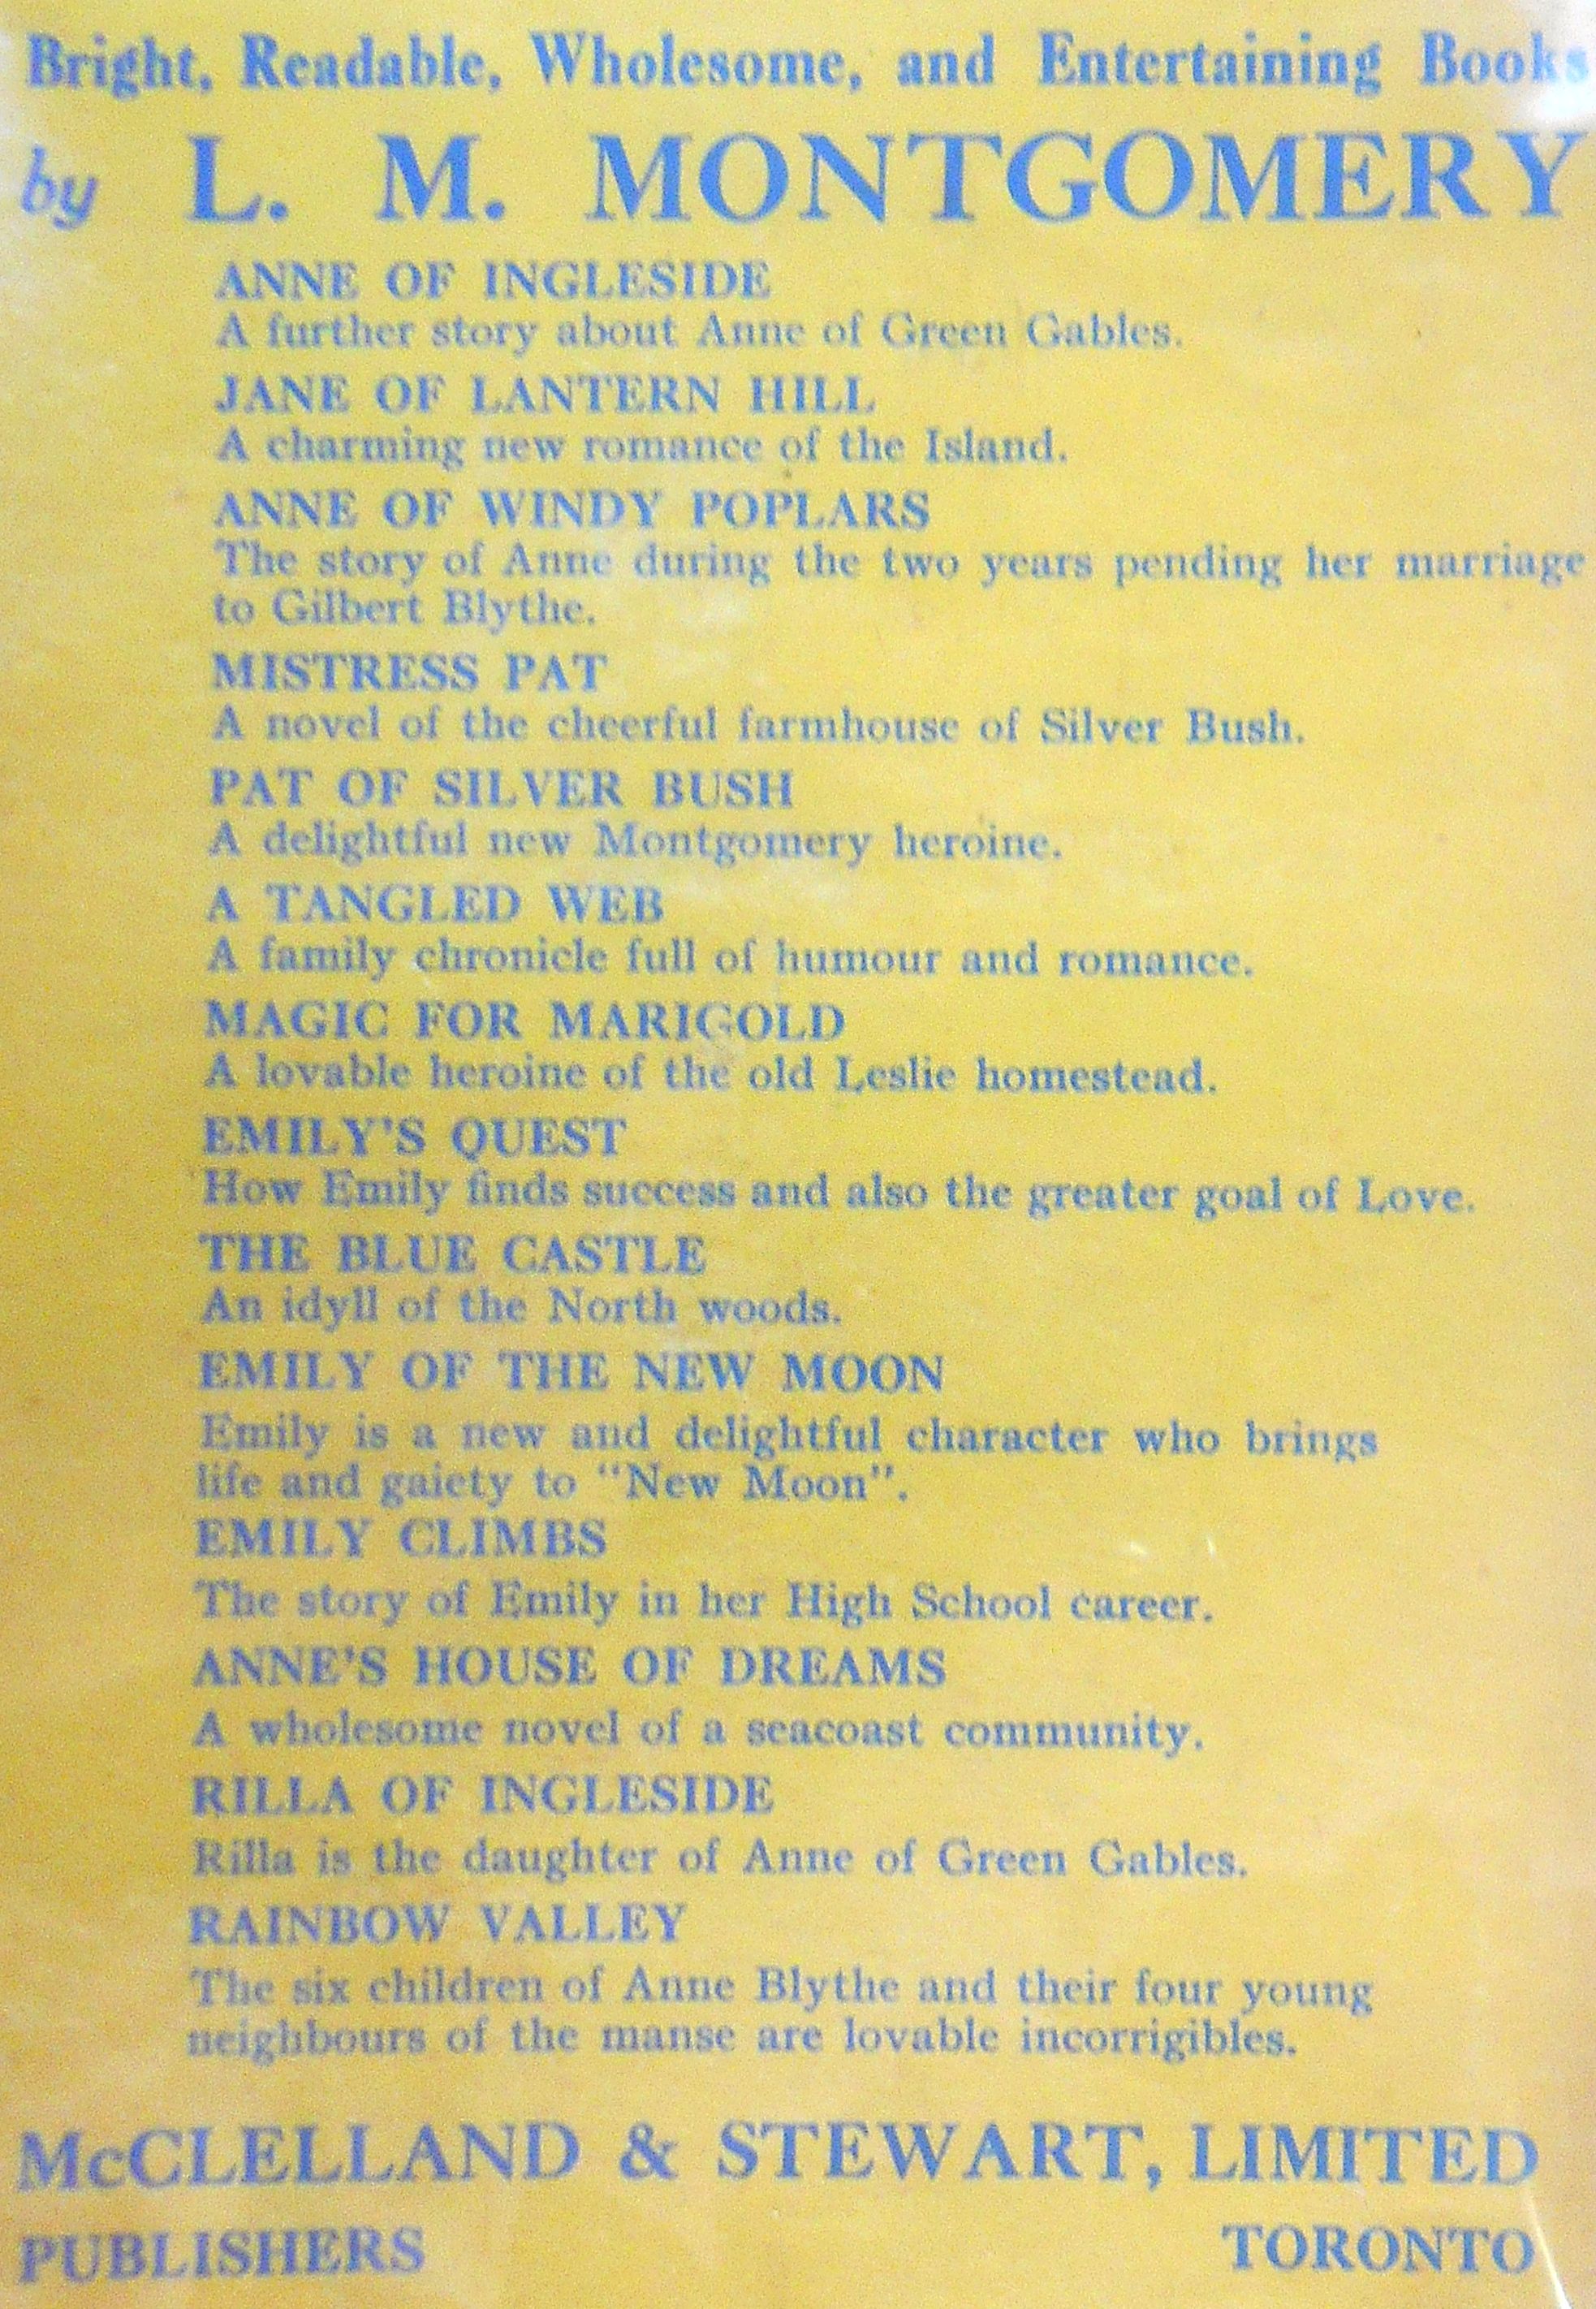 Bright, Readable, Wholesome, and Entertaining Books
by L. M. MONTGOMERY
ANNE OF INGLESIDE
A further story about Anne of Green Gables.
JANE OF LANTERN HILL
A charming new romance of the Island.
ANNE OF WINDY POPLARS
The story of Anne during the two years pending her marriage
to Gilbert Blythe.
MISTRESS PAT
A novel of the cheerful farmhouse of Silver Bush.
PAT OF SILVER BUSH
A delightful new Montgomery heroine.
A TANGLED WEB
A family chronicle full of humour and romance.
MAGIC FOR MARIGOLD
A lovable heroine of the old Leslie homestead.
EMILY'S QUEST
How Emily finds success and also the greater goal of Love.
THE BLUE CASTLE
An idyll of the North woods.
EMILY OF THE NEW MOON
Emily is a new and delightful character who brings
life and gaiety to "New Moon".
EMILY CLIMBS
The story of Emily in her High School career.
ANNE'S HOUSE OF DREAMS
A wholesome novel of a seacoast community.
RILLA OF INGLESIDE
Rilla is the daughter of Anne of Green Gables.
RAINBOW VALLEY
The six children of Anne Blythe and their four young
neighbours of the manse are lovable incorrigibles.
McCLELLAND & STEWART, LIMITED
PUBLISHERS TORONTO